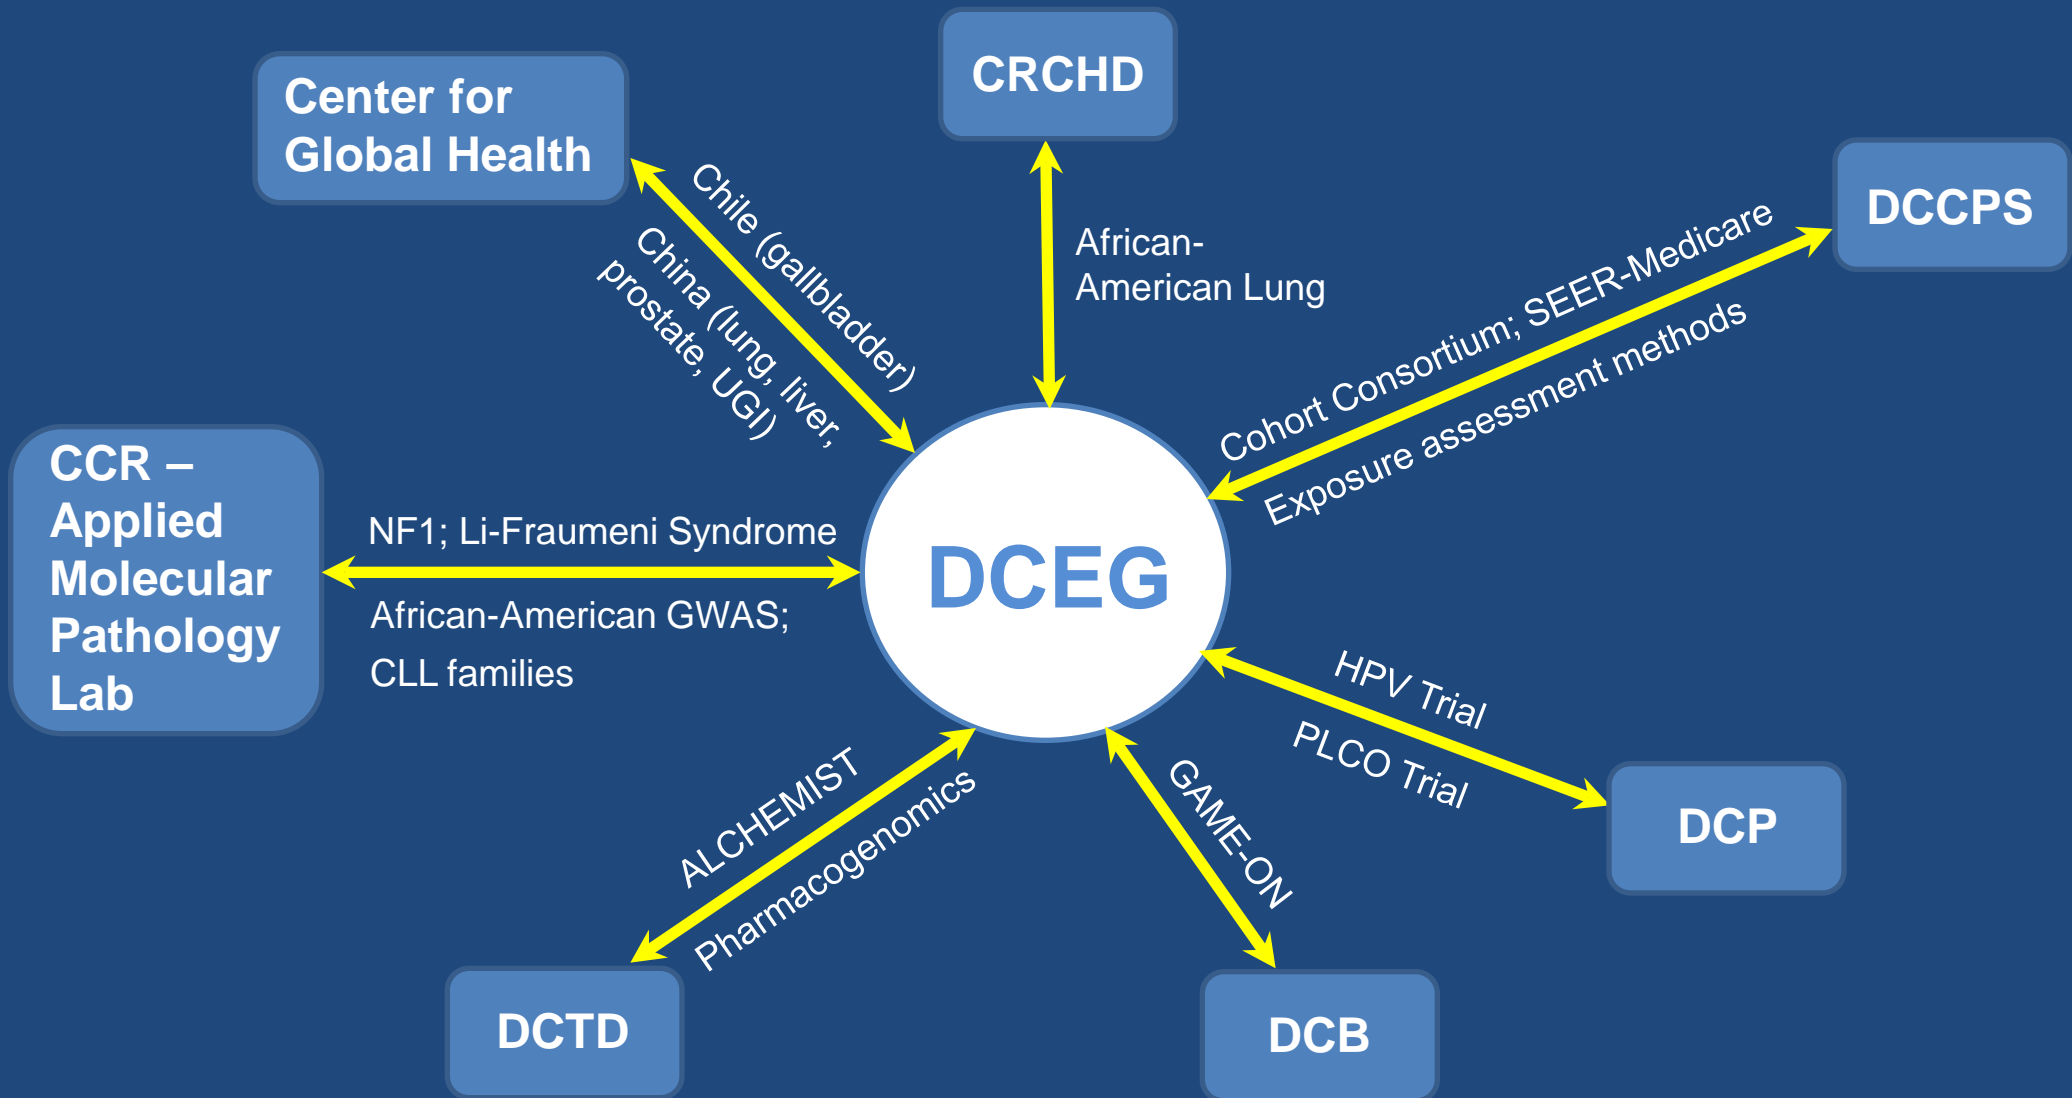 CRCHD
Center for
Global Health
DCCPS
Chile (gallbladder)
China (lung, liver,
prostate, UGI)
African-
American Lung
Cohort Consortium; SEER-Medicare
Exposure assessment methods
CCR –
Applied
Molecular
Pathology
Lab
NF1; Li-Fraumeni Syndrome
African-American GWAS;
CLL families
DCEG
HPV Trial
PLCO Trial
DCP
ALCHEMIST
Pharmacogenomics
GAME-ON
DCTD
DCB